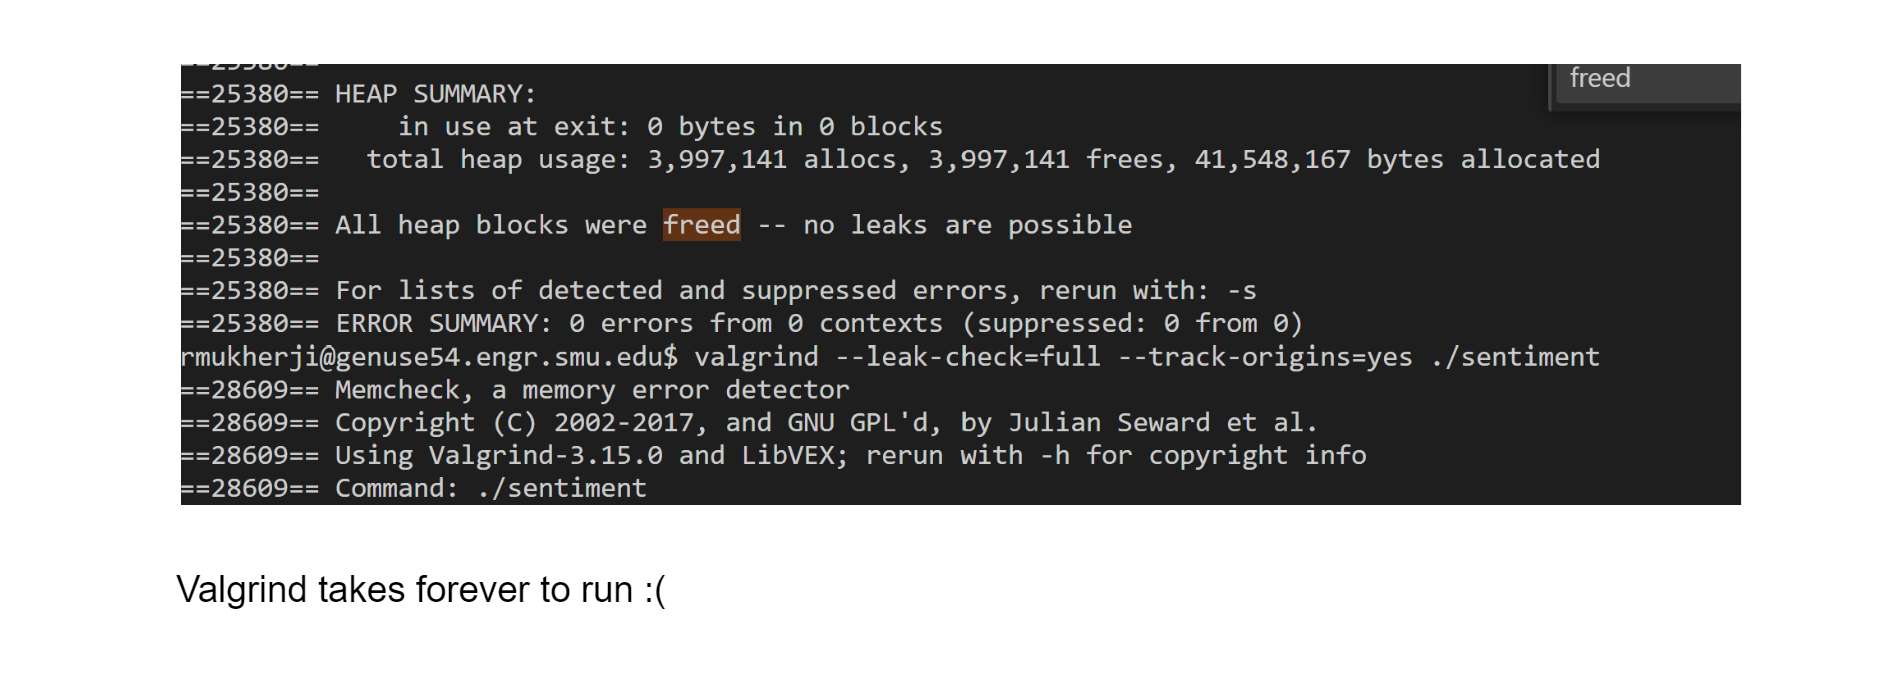 ==25380==
freed
==25380== HEAP SUMMARY:
==25380==     in use at exit: 0 bytes in 0 blocks
==25380==   total heap usage: 3,997,141 allocs, 3,997,141 frees, 41,548,167 bytes allocated
==25380==
==25380== All heap blocks were freed -- no leaks are possible
==25380==
==25380== For lists of detected and suppressed errors, rerun with: -s
==25380== ERROR SUMMARY: 0 errors from 0 contexts (suppressed: 0 from 0)
rmukherji@genuse54.engr.smu.edu$ valgrind --leak-check=full --track-origins=yes ./sentiment
==28609== Memcheck, a memory error detector
==28609== Copyright (C) 2002-2017, and GNU GPL'd, by Julian Seward et al.
==28609== Using Valgrind-3.15.0 and LibVEX; rerun with -h for copyright info
==28609== Command: ./sentiment
Valgrind takes forever to run :(